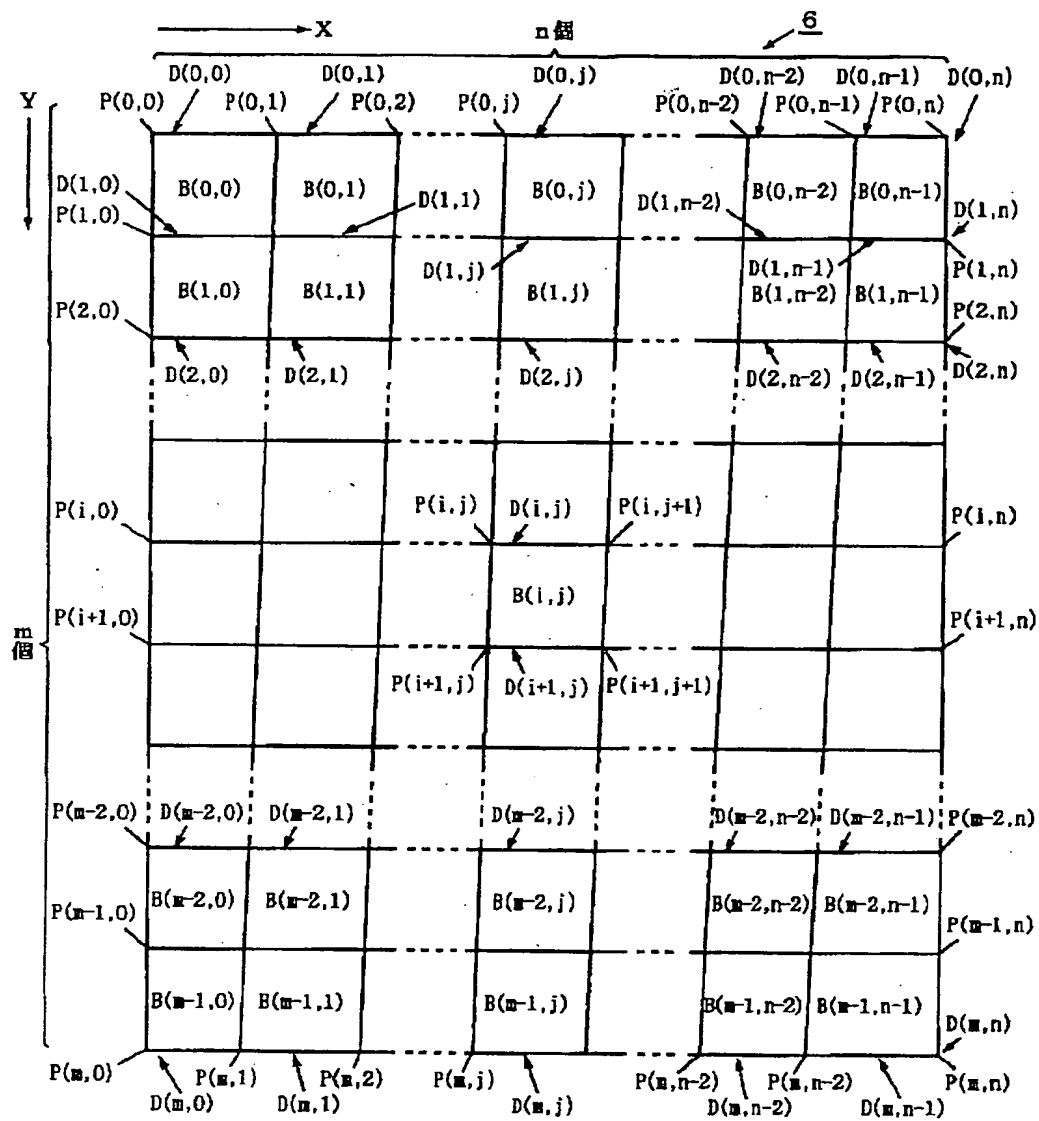 X n個 6
D(0,0) D(0,1) D(0,j) D(0,n-2) D(0,n-1) D(0,n)
Y P(0,0) P(0,1) P(0,2) P(0,j) P(0,n-2) P(0,n-1) P(0,n)
D(1,0) B(0,0) B(0,1) D(1,1) B(0,j) D(1,n-2) B(0,n-2) B(0,n-1) D(1,n)
P(1,0)
D(1,j) D(1,n-1) P(1,n)
B(1,0) B(1,1) B(1,j) B(1,n-2) B(1,n-1)
P(2,0) P(2,n)
D(2,0) D(2,1) D(2,j) D(2,n-2) D(2,n-1) D(2,n)
P(i,0) P(i,j) D(i,j) P(i,j+1) P(i,n)
B(i,j)
P(i+1,0) P(i+1,n)
m個
P(i+1,j) D(i+1,j) P(i+1,j+1)
P(m-2,0) D(m-2,0) D(m-2,1) D(m-2,j) D(m-2,n-2) D(m-2,n-1) P(m-2,n)
B(m-2,0) B(m-2,1) B(m-2,j) B(m-2,n-2) B(m-2,n-1)
P(m-1,0) P(m-1,n)
B(m-1,0) B(m-1,1) B(m-1,j) B(m-1,n-2) B(m-1,n-1)
D(m,n)
P(m,0) P(m,1) P(m,2) P(m,j) P(m,n-2) P(m,n-2) P(m,n)
D(m,0) D(m,1) D(m,j) D(m,n-2) D(m,n-1)